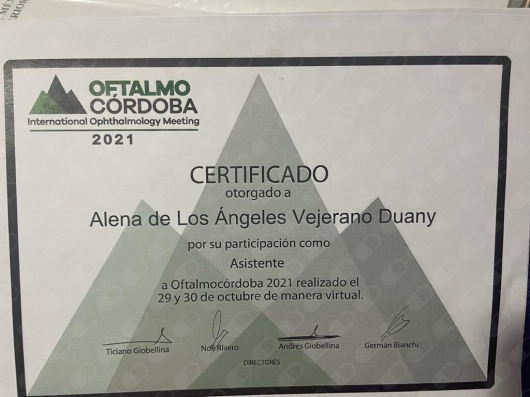 OFTALMO
CÓRDOBA
International Ophthalmology Meeting
2021
CERTIFICADO
otorgado a
Alena de Los Ángeles Vejerano Duany
por su participación como
Asistente
a Oftalmocórdoba 2021 realizado el
29 y 30 de octubre de manera virtual.
Ticiano Giobellina Noé Rivero Andrés Giobellina Germán Bianchi
DIRECTORES